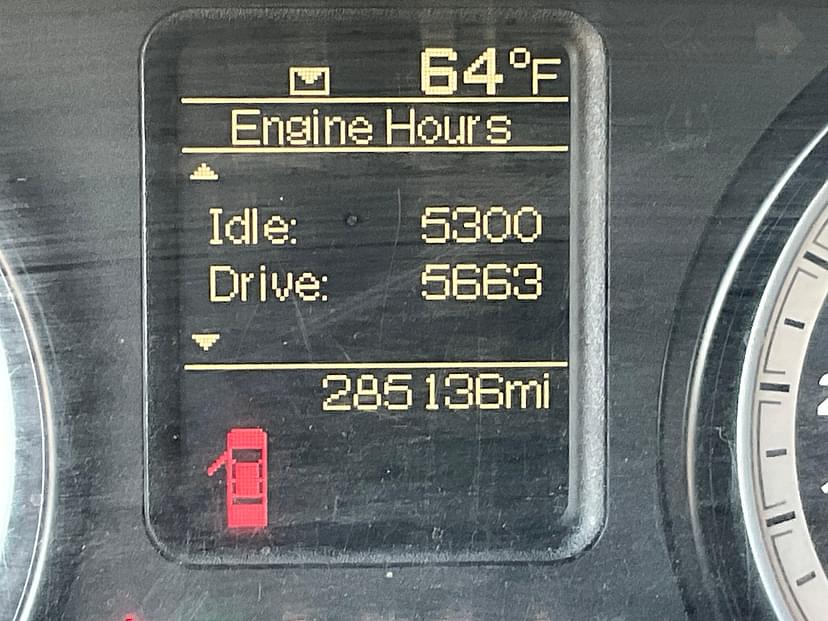 64°F
Engine Hours
Idle: 5300
Drive: 5663
285136mi